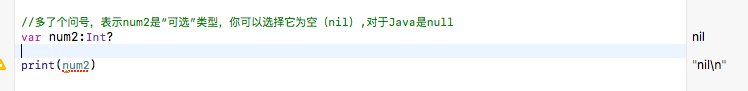 //多了个问号，表示num2是“可选”类型，你可以选择它为空（nil）,对于Java是null
var num2:Int?
nil
print(num2)
"nil\n"